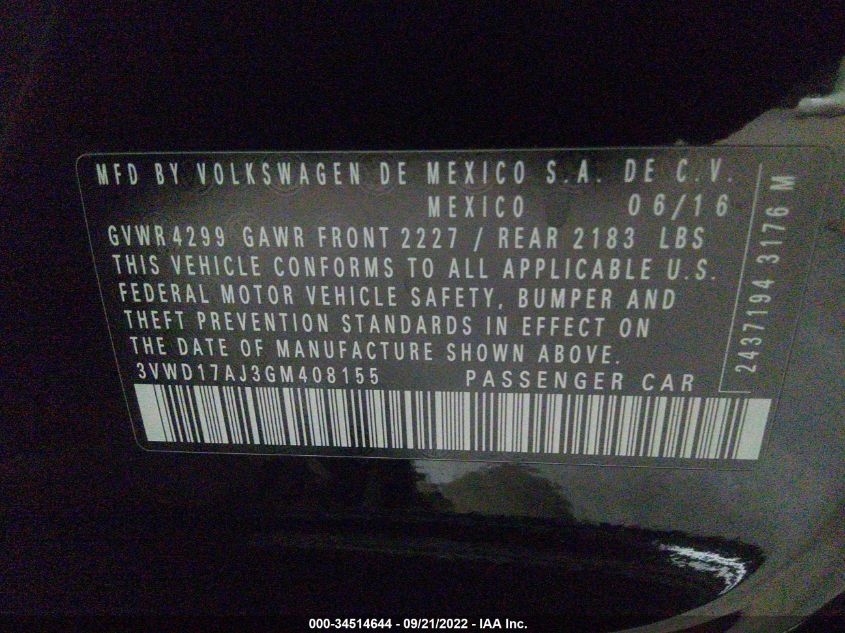 MFD BY VOLKSWAGEN DE MEXICO S.A. DE C.V.
MEXICO 06/16
GVWR 4299 GAWR FRONT 2227 / REAR 2183 LBS
THIS VEHICLE CONFORMS TO ALL APPLICABLE U.S.
FEDERAL MOTOR VEHICLE SAFETY, BUMPER AND
THEFT PREVENTION STANDARDS IN EFFECT ON
THE DATE OF MANUFACTURE SHOWN ABOVE.
3VWD17AJ3GM408155 PASSENGER CAR
2437194 3176 M
000-34514644 - 09/21/2022 - IAA Inc.